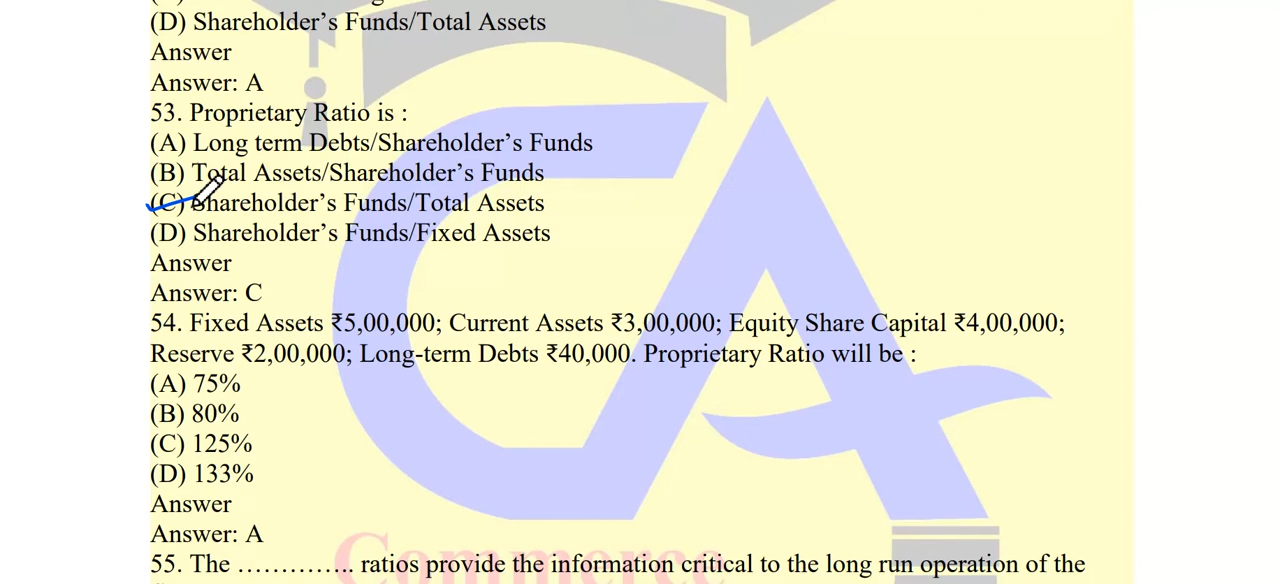 (D) Shareholder’s Funds/Total Assets
Answer
Answer: A
53. Proprietary Ratio is :
(A) Long term Debts/Shareholder’s Funds
(B) Total Assets/Shareholder’s Funds
(C) Shareholder’s Funds/Total Assets
(D) Shareholder’s Funds/Fixed Assets
Answer
Answer: C
54. Fixed Assets ₹5,00,000; Current Assets ₹3,00,000; Equity Share Capital ₹4,00,000;
Reserve ₹2,00,000; Long-term Debts ₹40,000. Proprietary Ratio will be :
(A) 75%
(B) 80%
(C) 125%
(D) 133%
Answer
Answer: A
55. The ………….. ratios provide the information critical to the long run operation of the
CA
Commerce